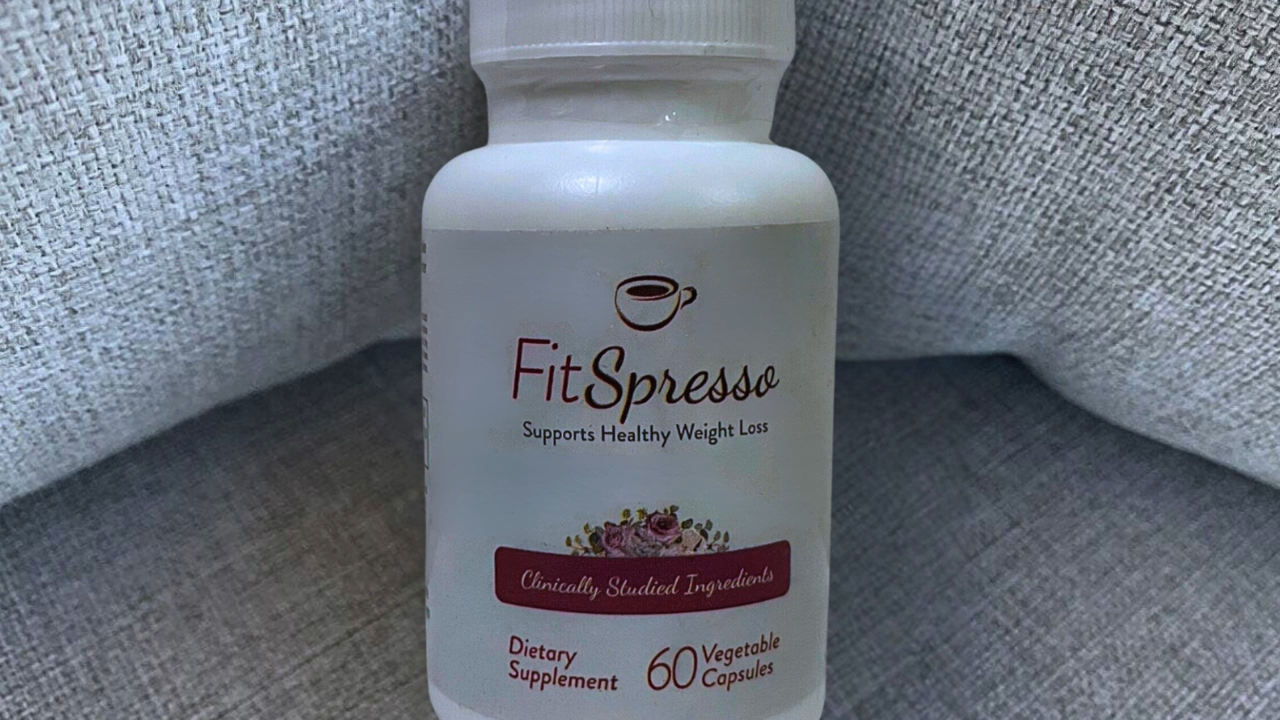 FitSpresso
Supports Healthy Weight Loss
Clinically Studied Ingredients
Dietary
Supplement
60 Vegetable
Capsules